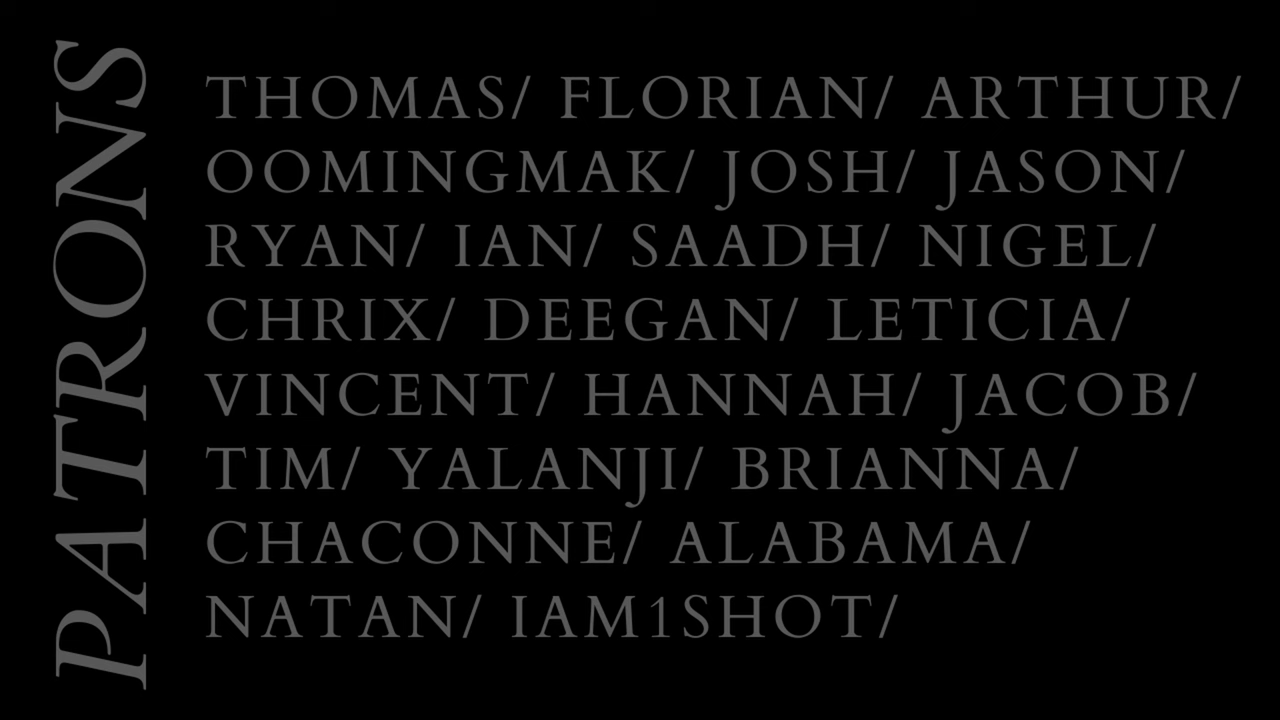 PATRONS
THOMAS/ FLORIAN/ ARTHUR/
OOMINGMAK/ JOSH/ JASON/
RYAN/ IAN/ SAADH/ NIGEL/
CHRIX/ DEEGAN/ LETICIA/
VINCENT/ HANNAH/ JACOB/
TIM/ YALANJI/ BRIANNA/
CHACONNE/ ALABAMA/
NATAN/ IAM1SHOT/